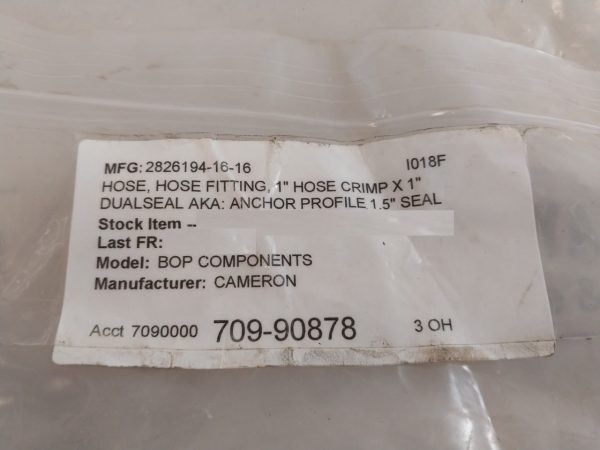 MFG: 2826194-16-16 I018F
HOSE, HOSE FITTING, 1" HOSE CRIMP X 1"
DUALSEAL AKA: ANCHOR PROFILE 1.5" SEAL
Stock Item --
Last FR:
Model: BOP COMPONENTS
Manufacturer: CAMERON
Acct 7090000 709-90878 3 OH